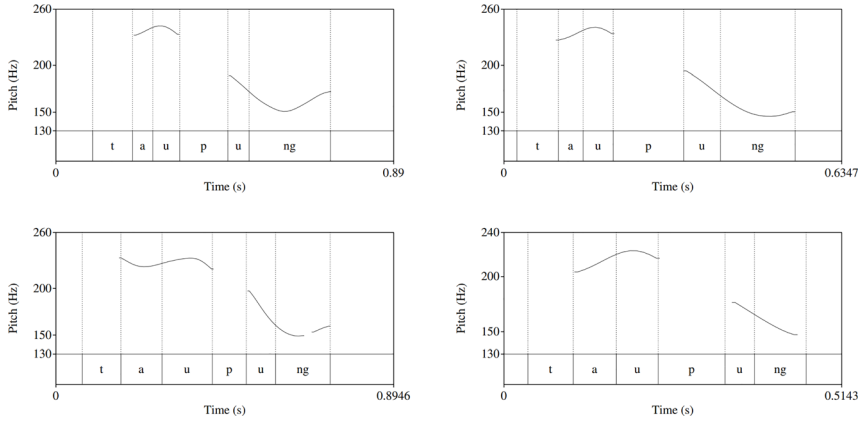 260
200
150
130
Pitch (Hz)
t a u p u ng
0 0.89
Time (s)
260
200
150
130
Pitch (Hz)
t a u p u ng
0 0.6347
Time (s)
260
200
150
130
Pitch (Hz)
t a u p u ng
0 0.8946
Time (s)
240
200
150
130
Pitch (Hz)
t a u p u ng
0 0.5143
Time (s)